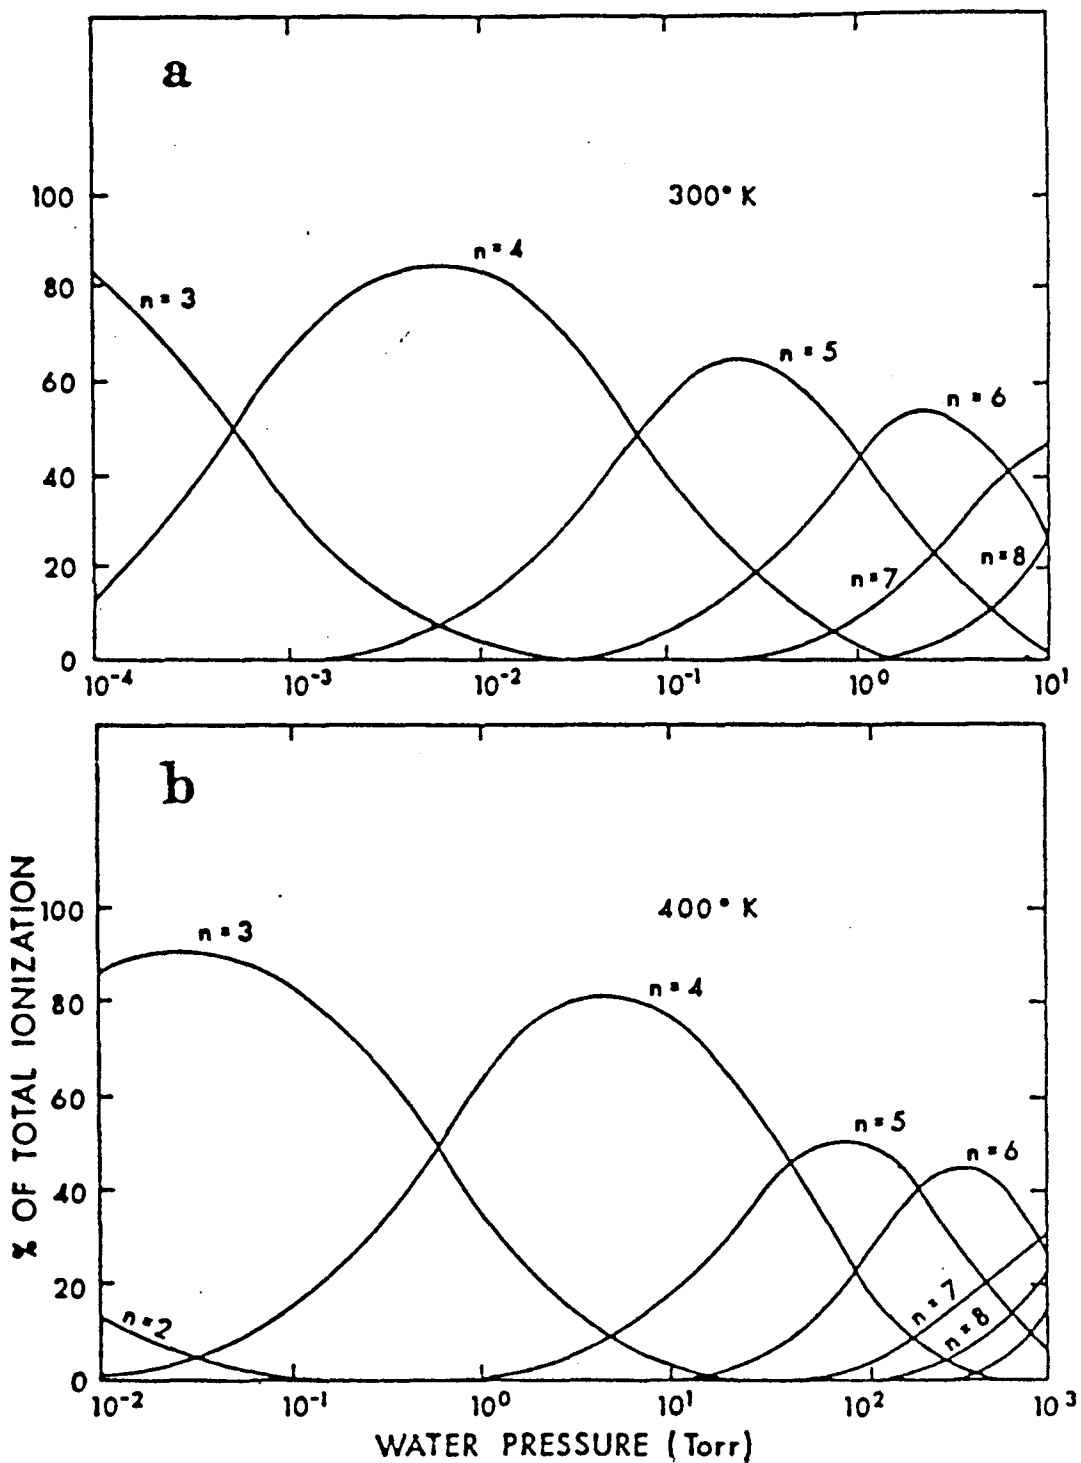 a
300° K
100
80
60
40
20
0
n = 3
n = 4
n = 5
n = 6
n = 7
n = 8
10⁻⁴ 10⁻³ 10⁻² 10⁻¹ 10⁰ 10¹
b
400° K
100
80
60
40
20
0
n = 2
n = 3
n = 4
n = 5
n = 6
n = 7
n = 8
10⁻² 10⁻¹ 10⁰ 10¹ 10² 10³
% OF TOTAL IONIZATION
WATER PRESSURE (Torr)